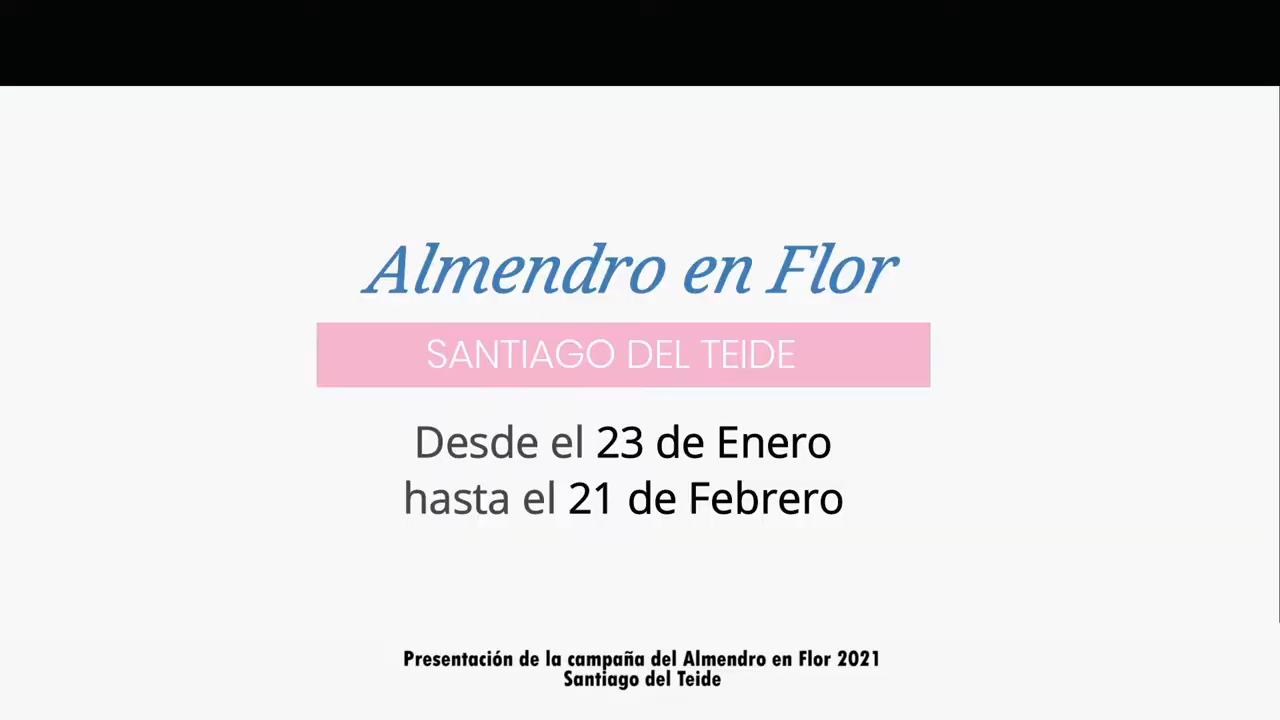 Almendro en Flor
SANTIAGO DEL TEIDE
Desde el 23 de Enero
hasta el 21 de Febrero
Presentación de la campaña del Almendro en Flor 2021
Santiago del Teide